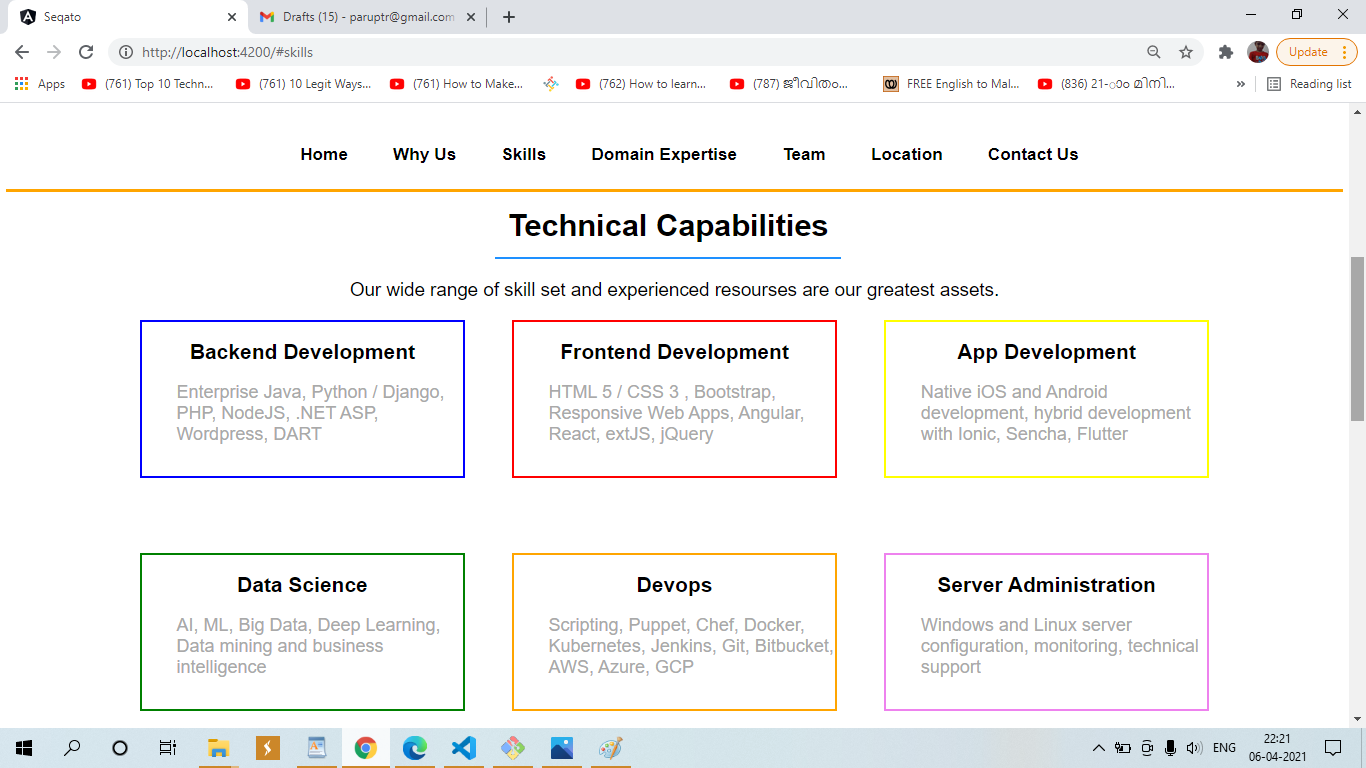 Seqato
Drafts (15) - paruptr@gmail.com
http://localhost:4200/#skills
Update
Apps
(761) Top 10 Techn...
(761) 10 Legit Ways...
(761) How to Make...
(762) How to learn...
(787) ജീവിതം...
FREE English to Mal...
(836) 21-ാം മിനി...
»
Reading list
Home Why Us Skills Domain Expertise Team Location Contact Us
Technical Capabilities
Our wide range of skill set and experienced resourses are our greatest assets.
Backend Development
Enterprise Java, Python / Django,
PHP, NodeJS, .NET ASP,
Wordpress, DART
Frontend Development
HTML 5 / CSS 3 , Bootstrap,
Responsive Web Apps, Angular,
React, extJS, jQuery
App Development
Native iOS and Android
development, hybrid development
with Ionic, Sencha, Flutter
Data Science
AI, ML, Big Data, Deep Learning,
Data mining and business
intelligence
Devops
Scripting, Puppet, Chef, Docker,
Kubernetes, Jenkins, Git, Bitbucket,
AWS, Azure, GCP
Server Administration
Windows and Linux server
configuration, monitoring, technical
support
ENG
22:21
06-04-2021